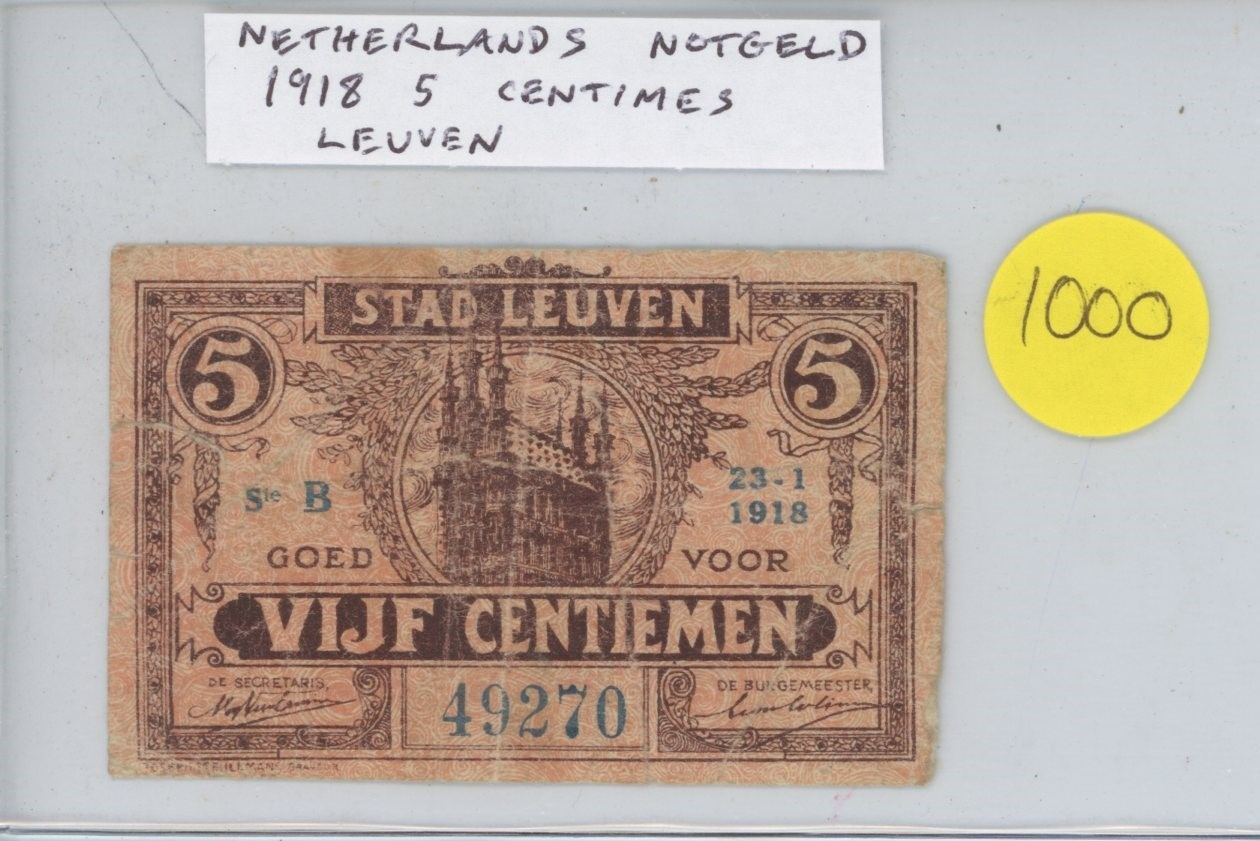 NETHERLANDS NOTGELD
1918 5 CENTIMES
LEUVEN
1000
STAD LEUVEN
5 5
Sie B
23-1
1918
GOED VOOR
VIJF CENTIEMEN
DE SECRETARIS,
49270
DE BURGEMEESTER,